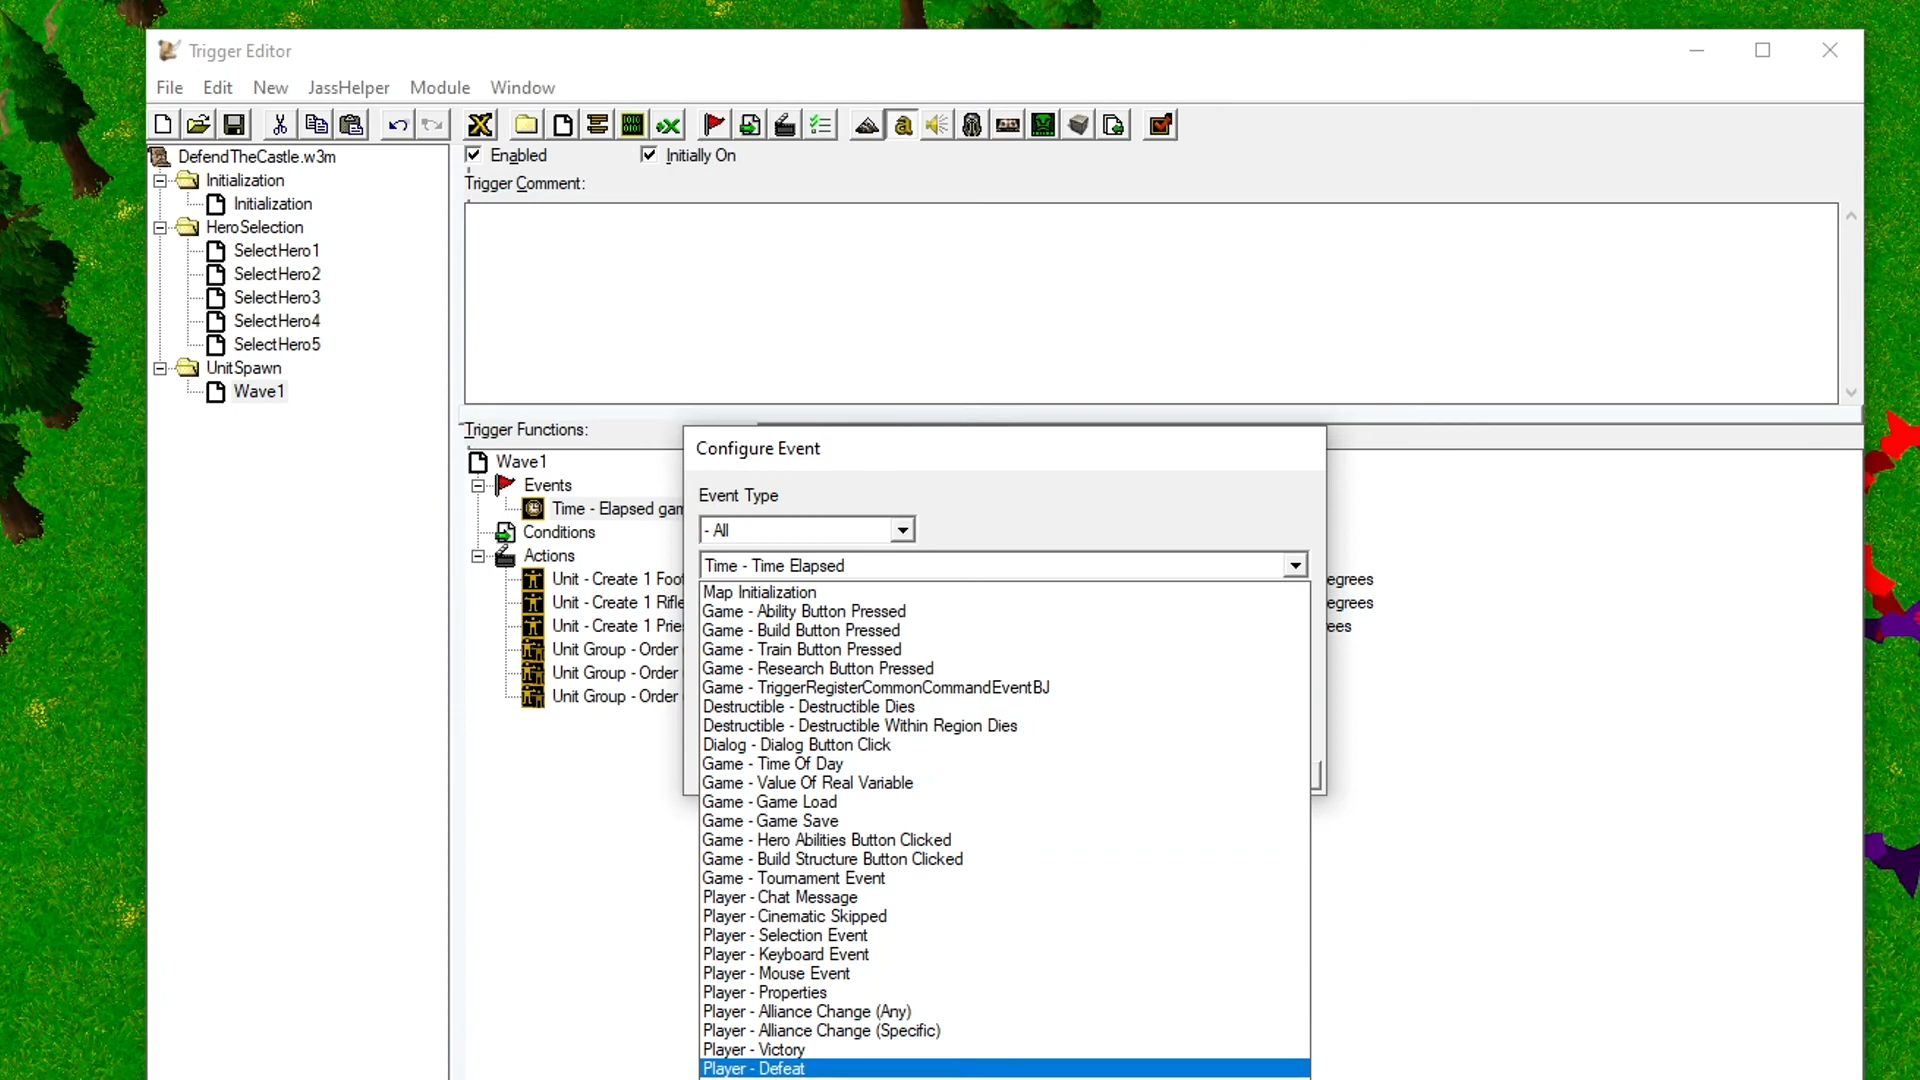 Trigger Editor
File Edit New JassHelper Module Window
DefendTheCastle.w3m
Initialization
Initialization
HeroSelection
SelectHero1
SelectHero2
SelectHero3
SelectHero4
SelectHero5
UnitSpawn
Wave1
Enabled Initially On
Trigger Comment:
Trigger Functions:
Wave1
Events
Time - Elapsed gam
Conditions
Actions
Unit - Create 1 Foot
Unit - Create 1 Rifle
Unit - Create 1 Pries
Unit Group - Order
Unit Group - Order
Unit Group - Order
egrees
egrees
rees
Configure Event
Event Type
- All
Time - Time Elapsed
Map Initialization
Game - Ability Button Pressed
Game - Build Button Pressed
Game - Train Button Pressed
Game - Research Button Pressed
Game - TriggerRegisterCommonCommandEventBJ
Destructible - Destructible Dies
Destructible - Destructible Within Region Dies
Dialog - Dialog Button Click
Game - Time Of Day
Game - Value Of Real Variable
Game - Game Load
Game - Game Save
Game - Hero Abilities Button Clicked
Game - Build Structure Button Clicked
Game - Tournament Event
Player - Chat Message
Player - Cinematic Skipped
Player - Selection Event
Player - Keyboard Event
Player - Mouse Event
Player - Properties
Player - Alliance Change (Any)
Player - Alliance Change (Specific)
Player - Victory
Player - Defeat